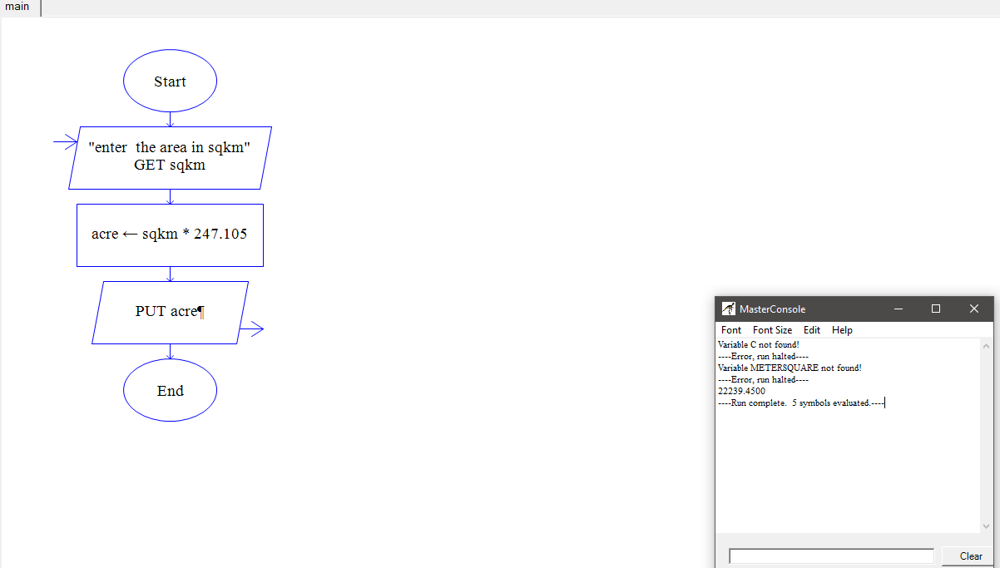 main
Start
"enter  the area in sqkm"
GET sqkm
acre ← sqkm * 247.105
PUT acre¶
End
MasterConsole
Font Font Size Edit Help
Variable C not found!
----Error, run halted----
Variable METERSQUARE not found!
----Error, run halted----
22239.4500
----Run complete.  5 symbols evaluated.----
Clear